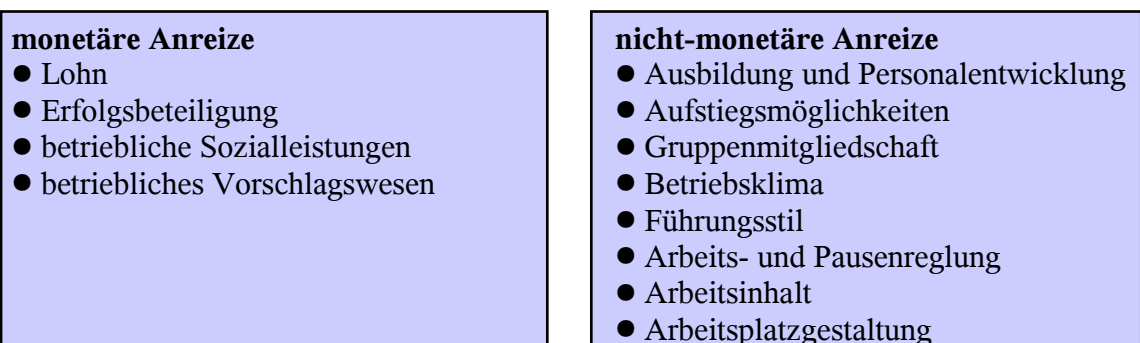 monetäre Anreize
● Lohn
● Erfolgsbeteiligung
● betriebliche Sozialleistungen
● betriebliches Vorschlagswesen
nicht-monetäre Anreize
● Ausbildung und Personalentwicklung
● Aufstiegsmöglichkeiten
● Gruppenmitgliedschaft
● Betriebsklima
● Führungsstil
● Arbeits- und Pausenreglung
● Arbeitsinhalt
● Arbeitsplatzgestaltung